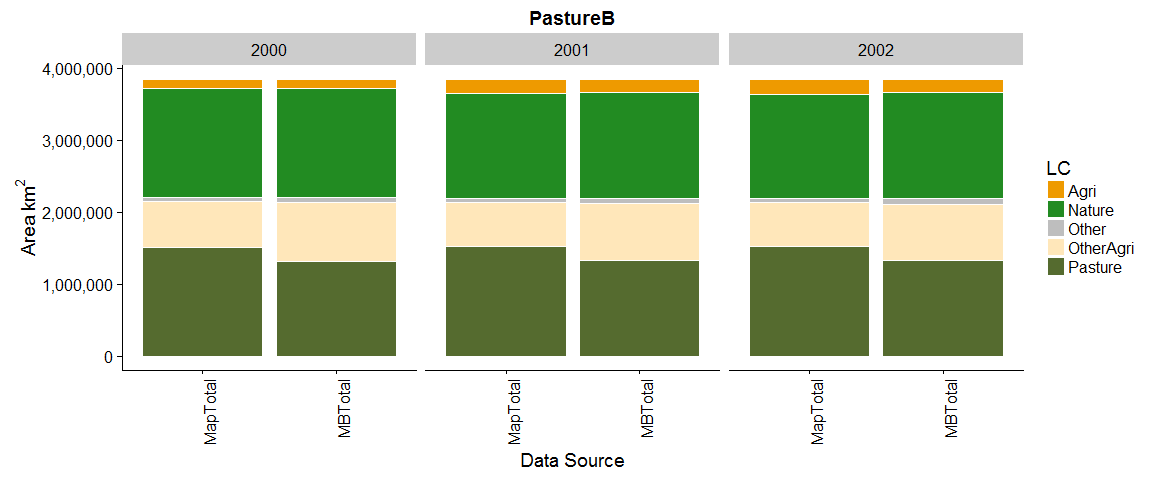 PastureB
2000 2001 2002
4,000,000
3,000,000
2,000,000
1,000,000
0
Area km²
MapTotal MBTotal MapTotal MBTotal MapTotal MBTotal
Data Source
LC
Agri
Nature
Other
OtherAgri
Pasture